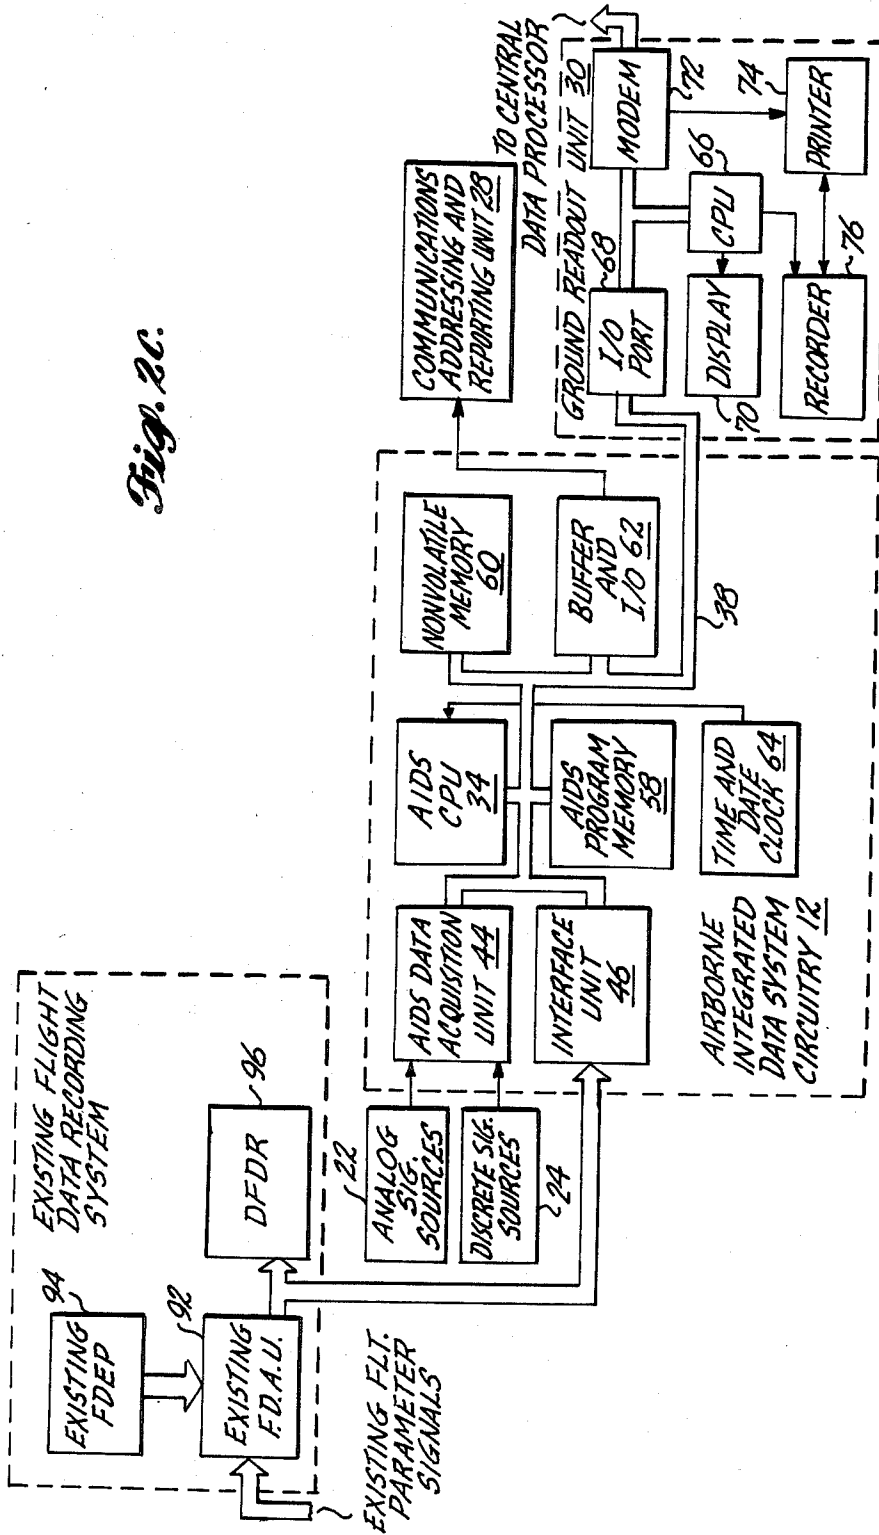 Fig. 2C.
EXISTING FLIGHT
DATA RECORDING
SYSTEM
94
EXISTING
FDEP
92
EXISTING
F.D.A.U.
96
DFDR
EXISTING FLT.
PARAMETER
SIGNALS
22
ANALOG
SIG.
SOURCES
DISCRETE SIG.
SOURCES
24
AIDS DATA
ACQUISITION
UNIT 44
INTERFACE
UNIT
46
AIDS
CPU
34
AIDS
PROGRAM
MEMORY
58
TIME AND
DATE
CLOCK 64
NONVOLATILE
MEMORY
60
BUFFER
AND
I/O 62
38
AIRBORNE
INTEGRATED
DATA SYSTEM
CIRCUITRY 12
COMMUNICATIONS
ADDRESSING AND
REPORTING UNIT 28
TO CENTRAL
DATA PROCESSOR
GROUND READOUT UNIT 30
68
I/O
PORT
MODEM
72
66
CPU
DISPLAY
70
74
PRINTER
RECORDER
76